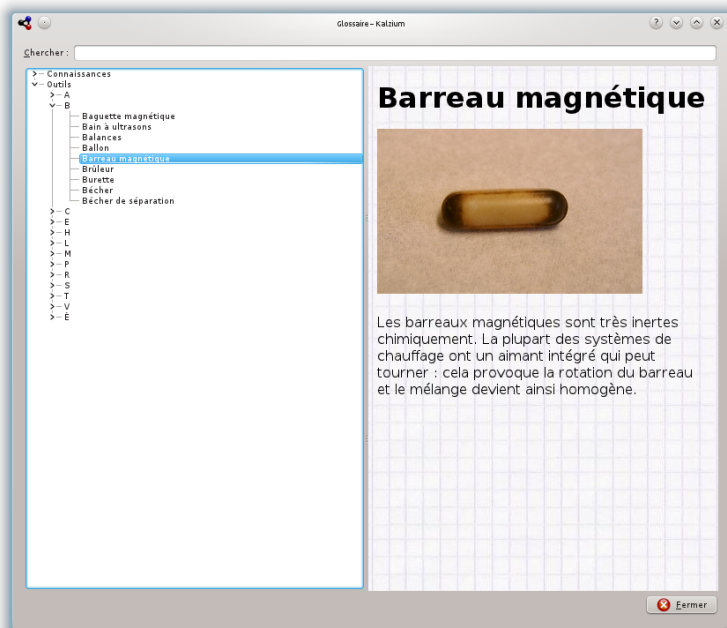 Glossaire – Kalzium
Chercher :
Connaissances
Outils
A
B
Baguette magnétique
Bain à ultrasons
Balances
Ballon
Barreau magnétique
Brûleur
Burette
Bécher
Bécher de séparation
C
E
H
L
M
P
R
S
T
V
É
Barreau magnétique
Les barreaux magnétiques sont très inertes
chimiquement. La plupart des systèmes de
chauffage ont un aimant intégré qui peut
tourner : cela provoque la rotation du barreau
et le mélange devient ainsi homogène.
Fermer